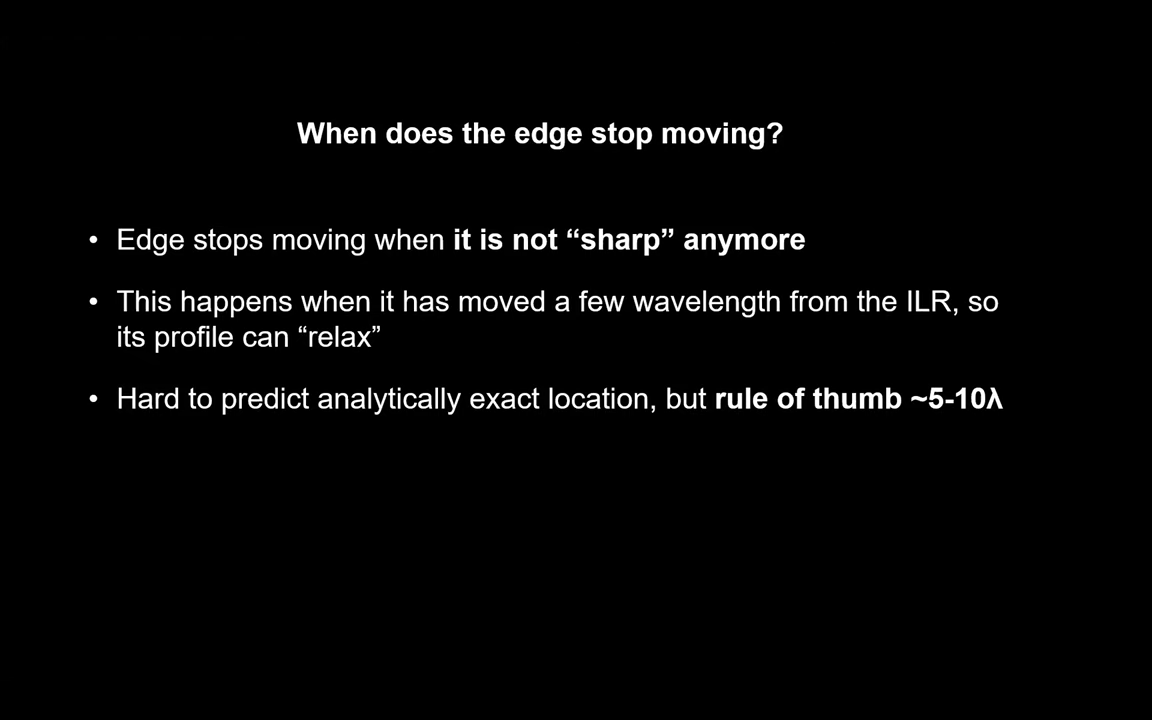 When does the edge stop moving?
• Edge stops moving when it is not “sharp” anymore
• This happens when it has moved a few wavelength from the ILR, so
its profile can “relax”
• Hard to predict analytically exact location, but rule of thumb ~5-10λ